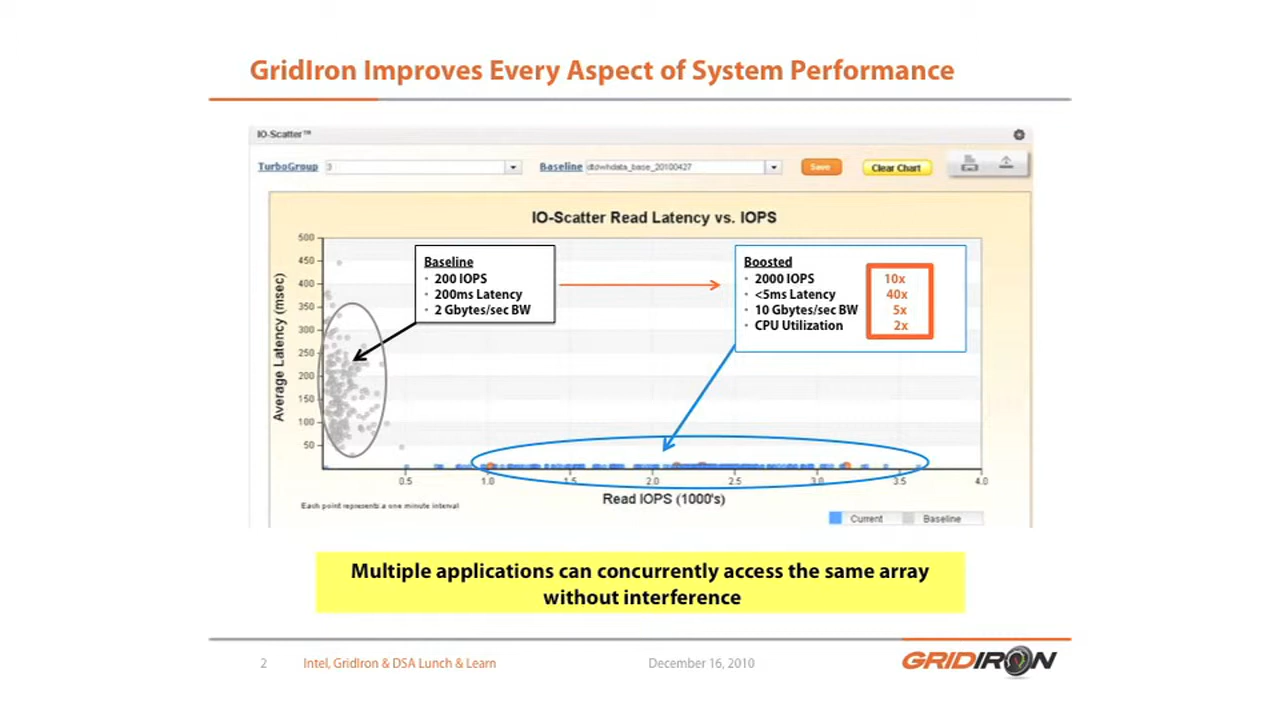 GridIron Improves Every Aspect of System Performance
IO-Scatter™
TurboGroup 3 Baseline dbdwhdata_base_20100427 Save Clear Chart
IO-Scatter Read Latency vs. IOPS
Average Latency (msec)
500
450
400
350
300
250
200
150
100
50
Baseline
• 200 IOPS
• 200ms Latency
• 2 Gbytes/sec BW
Boosted
• 2000 IOPS 10x
• <5ms Latency 40x
• 10 Gbytes/sec BW 5x
• CPU Utilization 2x
0.5 1.0 1.5 2.0 2.5 3.0 3.5 4.0
Read IOPS (1000's)
Each point represents a one minute interval
Current Baseline
Multiple applications can concurrently access the same array
without interference
2 Intel, GridIron & DSA Lunch & Learn December 16, 2010
GRIDIRON